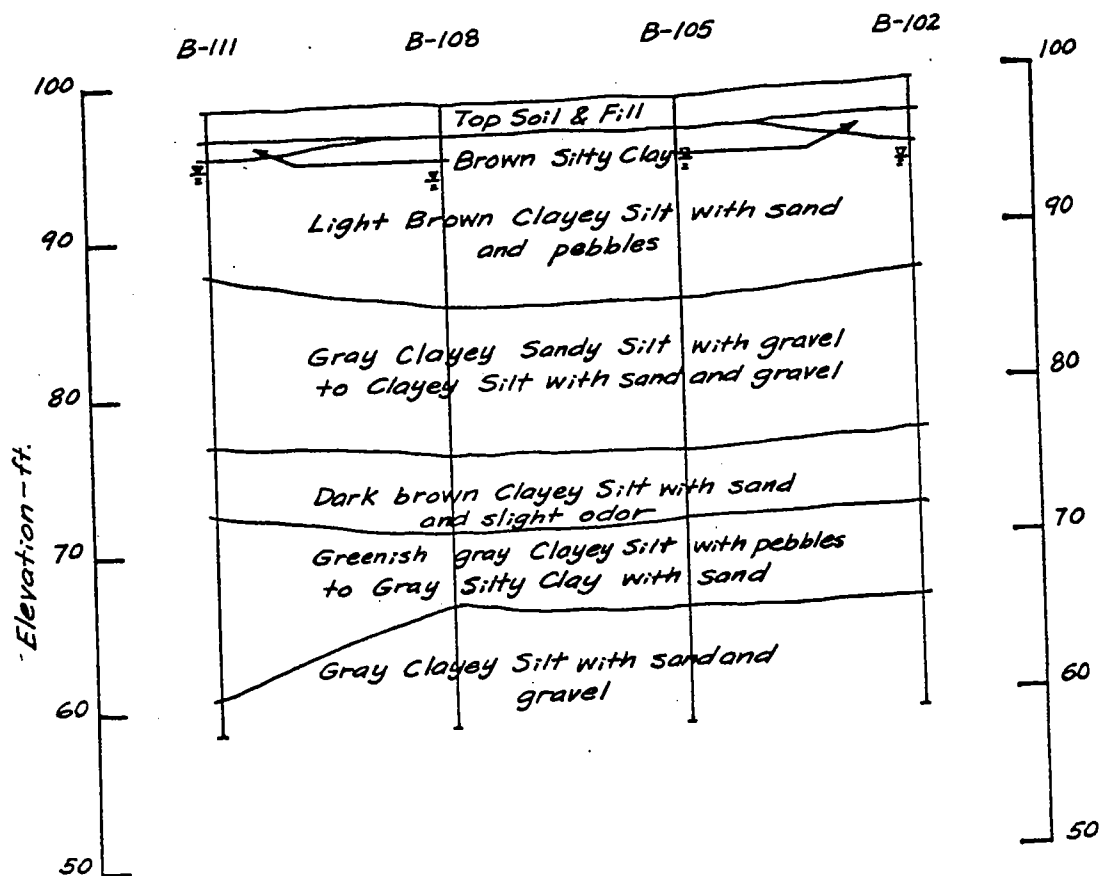 B-111
B-108
B-105
B-102
100
100
Top Soil & Fill
Brown Silty Clay
Light Brown Clayey Silt with sand
and pebbles
90
90
Gray Clayey Sandy Silt with gravel
to Clayey Silt with sand and gravel
80
80
Elevation-ft.
Dark brown Clayey Silt with sand
and slight odor
70
70
Greenish gray Clayey Silt with pebbles
to Gray Silty Clay with sand
Gray Clayey Silt with sand and
gravel
60
60
50
50